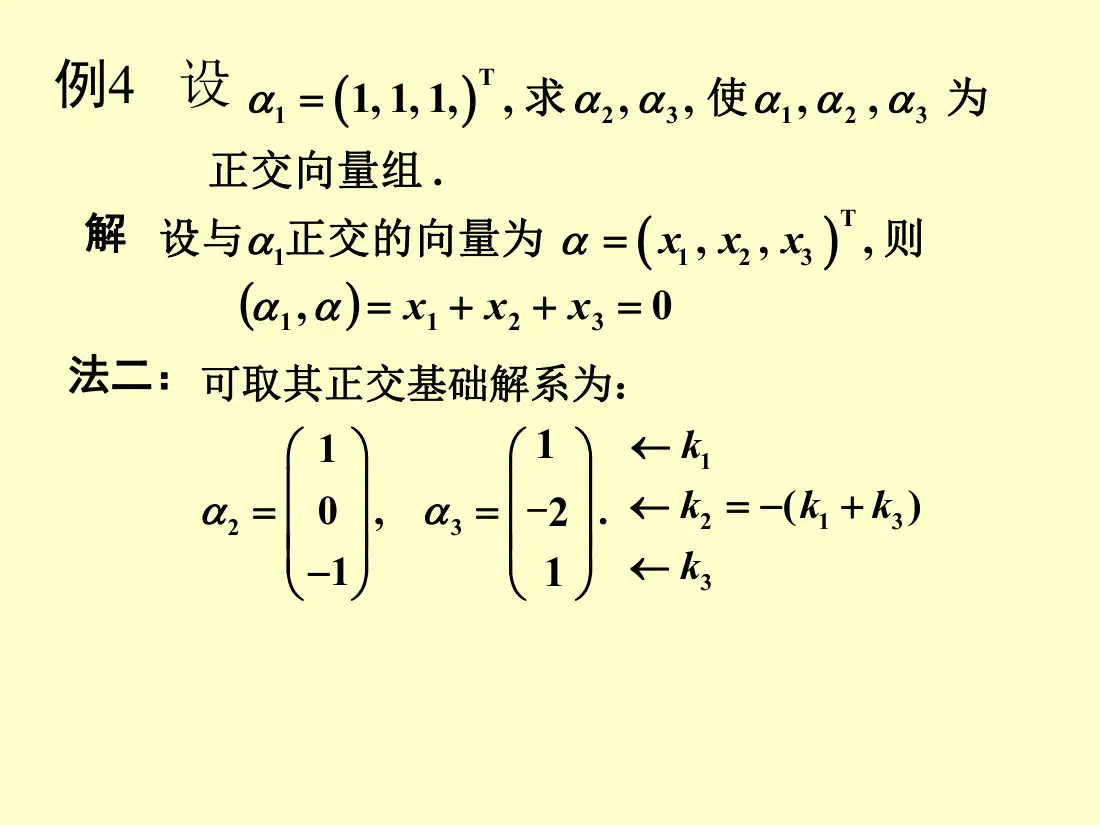 例4 设 α₁ = (1, 1, 1,)ᵀ , 求 α₂ , α₃ , 使 α₁ , α₂ , α₃ 为
正交向量组 .
解 设与α₁正交的向量为 α = ( x₁ , x₂ , x₃ )ᵀ , 则
(α₁ , α) = x₁ + x₂ + x₃ = 0
法二： 可取其正交基础解系为：
1 1 ← k₁
α₂ = 0 , α₃ = −2 . ← k₂ = −(k₁ + k₃)
−1 1 ← k₃